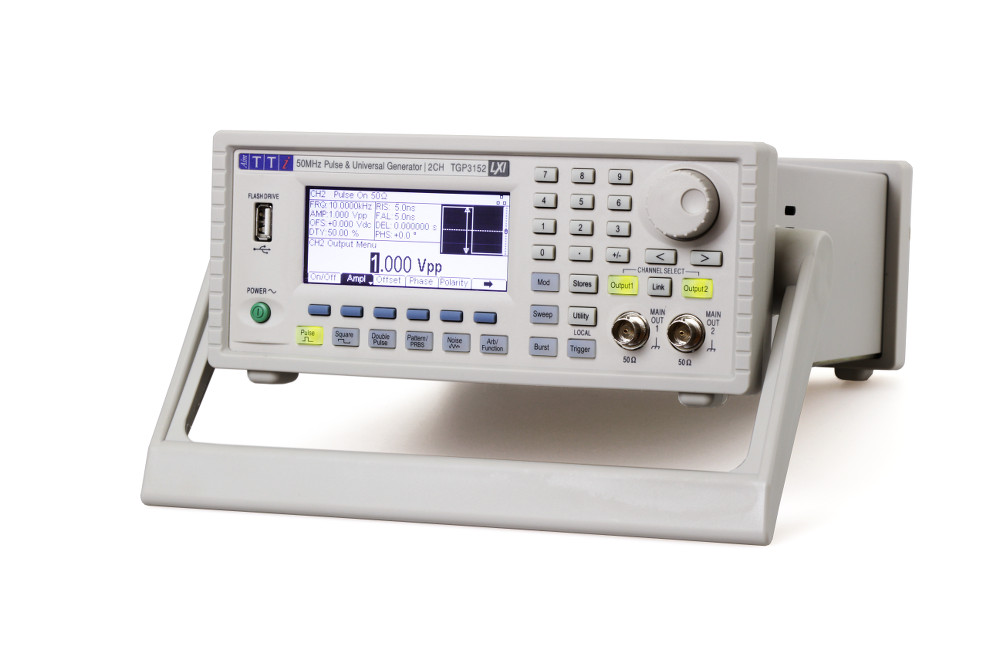 Aim TTi 50MHz Pulse & Universal Generator | 2CH TGP3152 LXI
FLASH DRIVE
POWER
CH2 Pulse On 50Ω
FRQ:10.0000kHz RIS: 5.0ns
AMP:1.000 Vpp FAL: 5.0ns
OFS:+0.000 Vdc DEL: 0.000000 s
DTY:50.00 % PHS:+0.0 °
CH2 Output Menu
1.000 Vpp
On/Off Ampl Offset Phase Polarity
Pulse
Square
Double
Pulse
Pattern/
PRBS
Noise
Arb/
Function
7 8 9
4 5 6
1 2 3
0 . +/- < >
CHANNEL SELECT
Mod Stores Output1 Link Output2
Sweep Utility
LOCAL
Burst Trigger
MAIN
OUT
1
50Ω
MAIN
OUT
2
50Ω